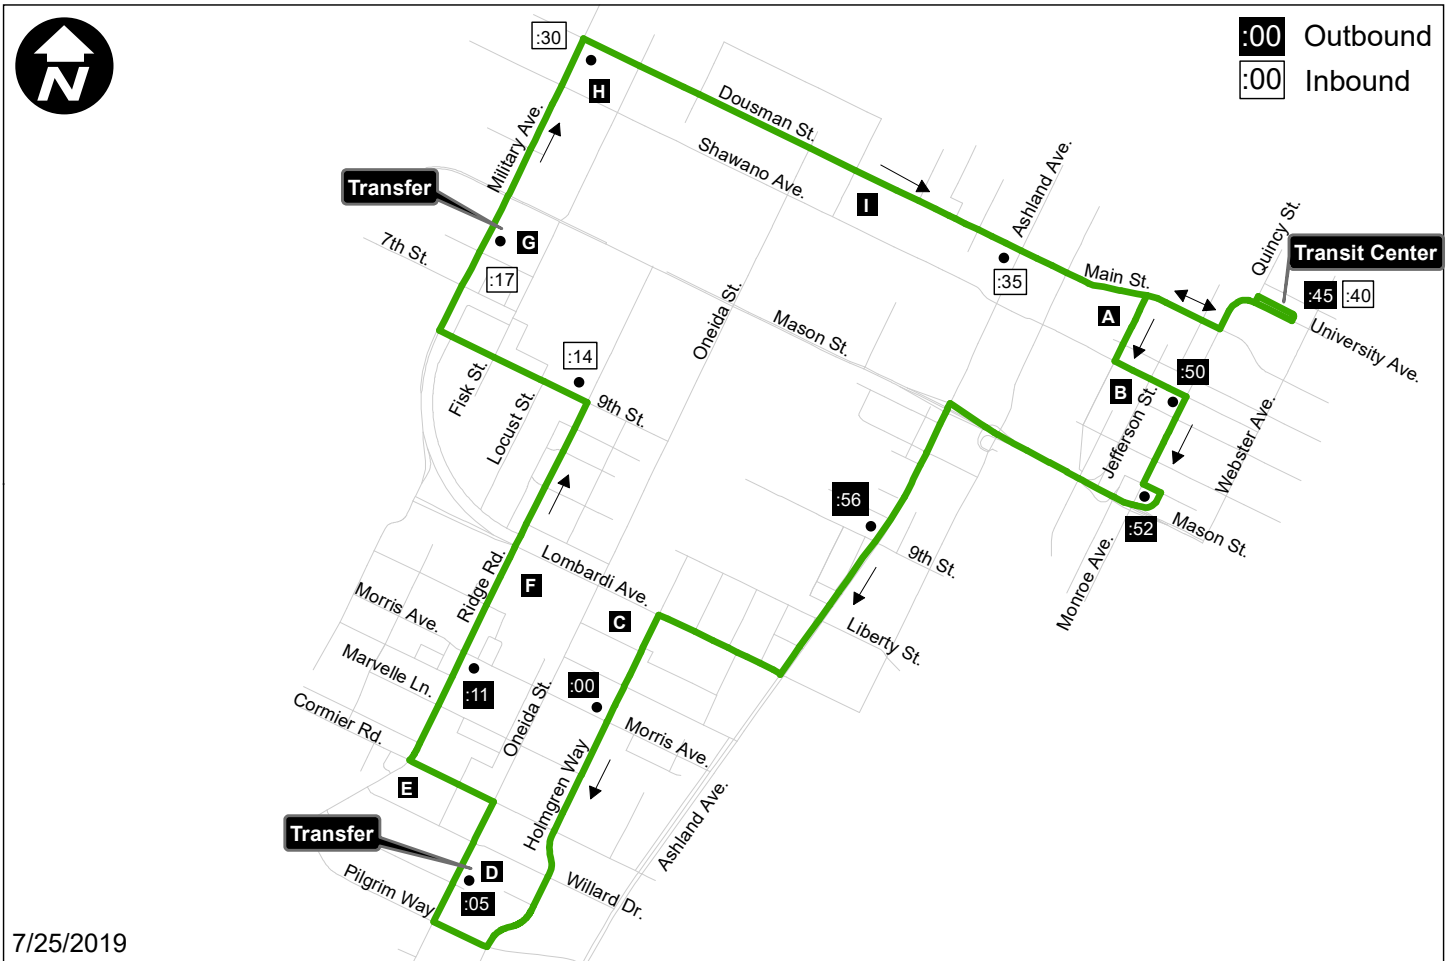 N
:00 Outbound
:00 Inbound
:30
H
Dousman St.
Military Ave.
Shawano Ave.
Ashland Ave.
Transfer
I
Quincy St.
G
7th St.
Transit Center
:17
:35
Main St.
:45 :40
A
University Ave.
Oneida St.
Mason St.
:14
:50
Fisk St.
B
Locust St.
9th St.
Jefferson St.
Webster Ave.
:56
:52
Mason St.
9th St.
Lombardi Ave.
Monroe Ave.
F
Ridge Rd.
Morris Ave.
C
Liberty St.
Marvelle Ln.
:11
:00
Cormier Rd.
Oneida St.
Morris Ave.
E
Holmgren Way
Ashland Ave.
Transfer
D
Pilgrim Way
:05
Willard Dr.
7/25/2019